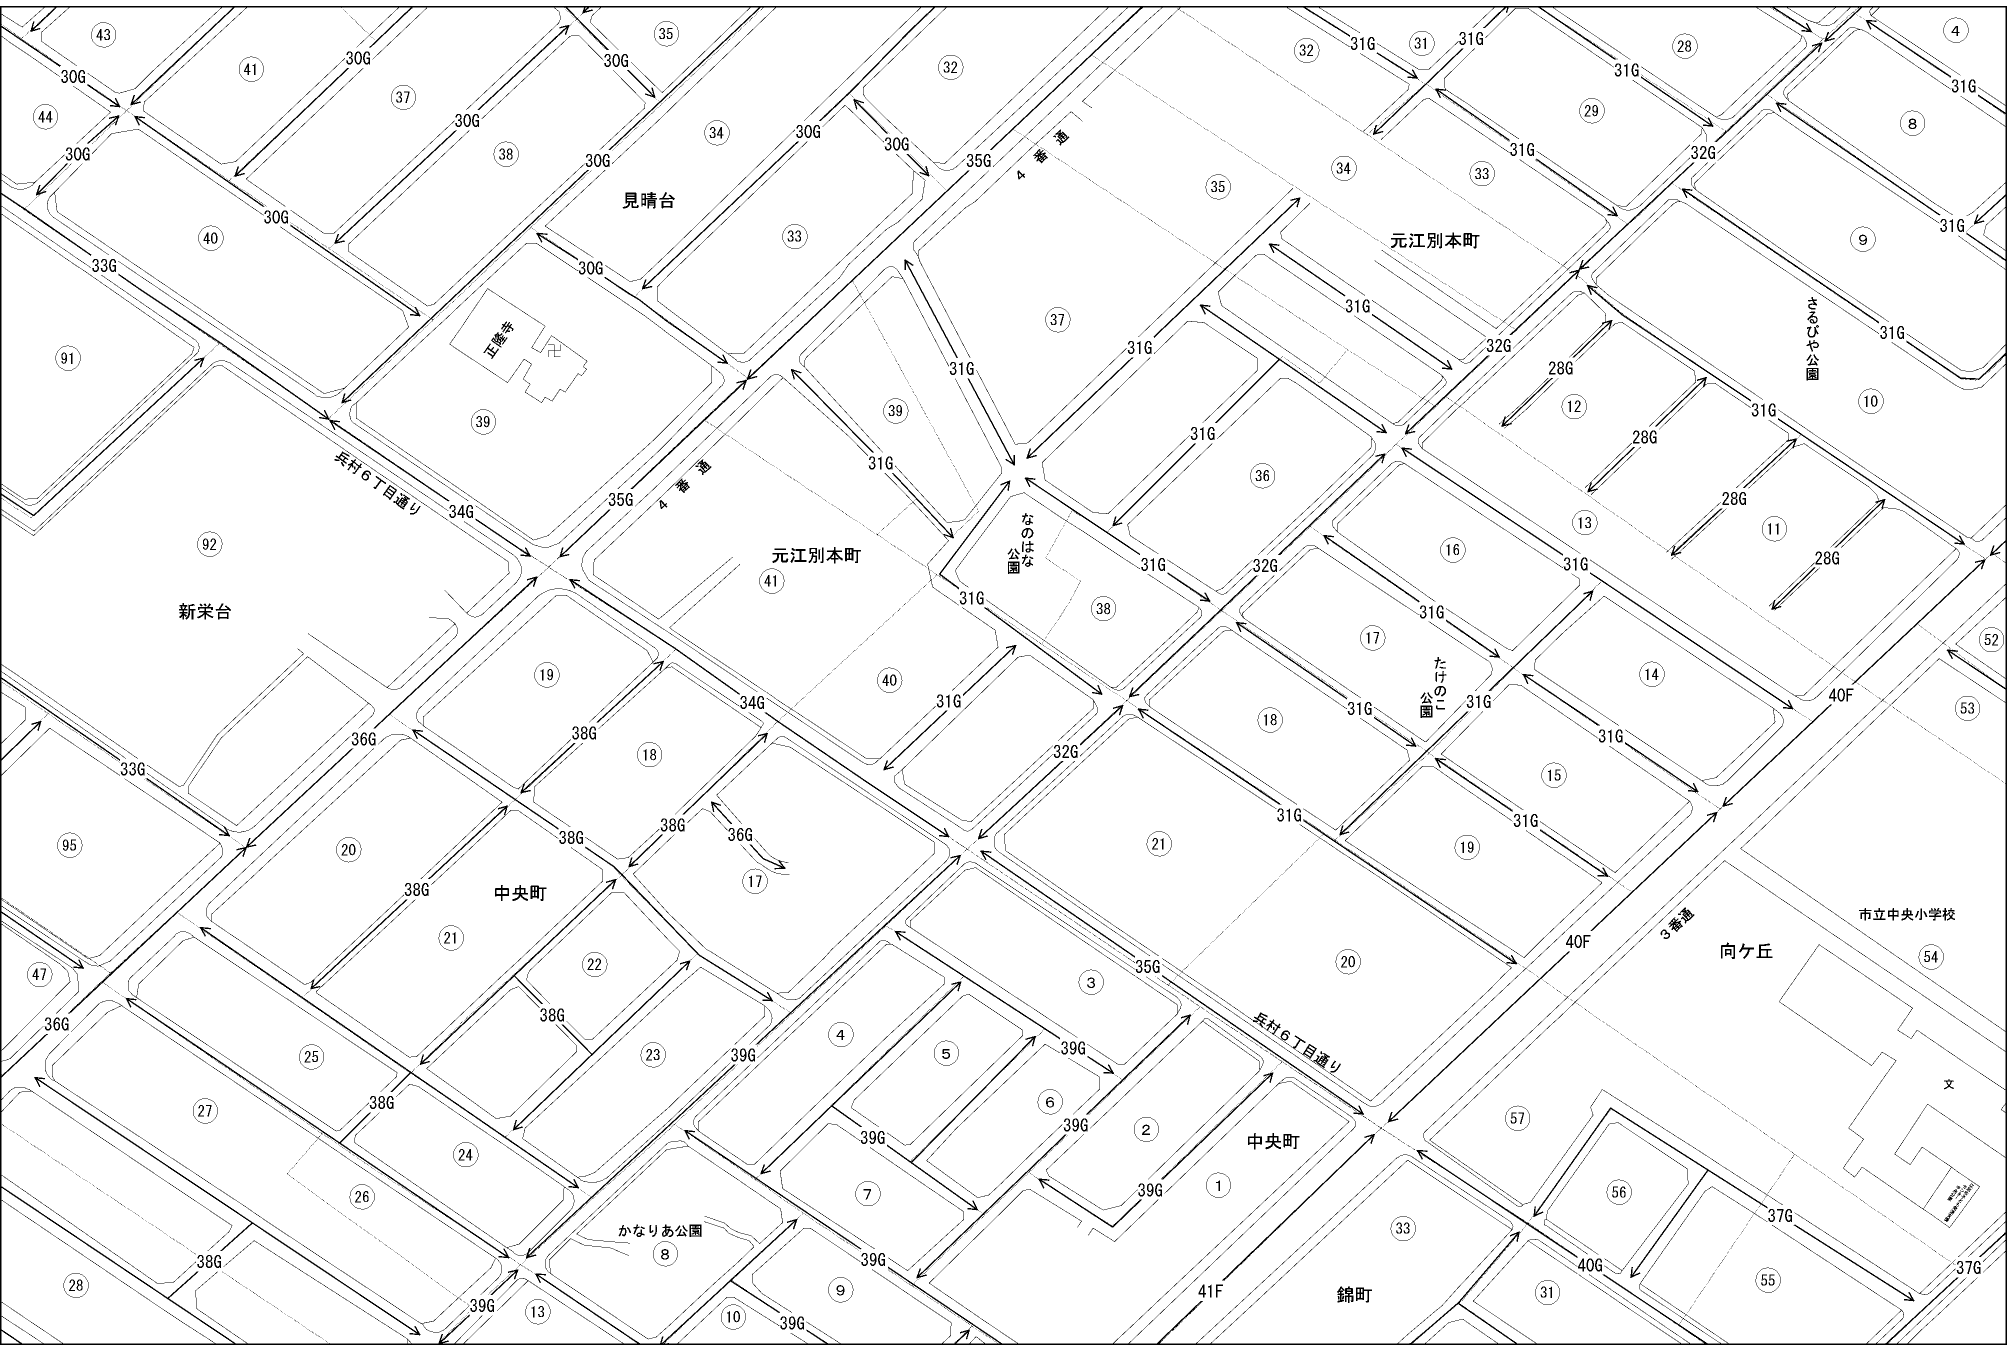 43
41
30G
30G
37
44
30G
30G
38
30G
35
30G
34
30G
32
30G
35G
4番通
30G
見晴台
33
30G
30G
40
33G
91
正隆寺
39
兵村6丁目通り
34G
35G
4番通
92
新栄台
32
31G
31
31G
28
31G
29
31G
33
32G
34
35
元江別本町
4
31G
8
31G
9
31G
さるびや公園
10
31G
31G
32G
28G
12
28G
28G
11
28G
13
37
31G
31G
39
31G
31G
36
31G
なのはな公園
31G
38
32G
31G
元江別本町
41
40
31G
32G
16
31G
31G
17
たけのこ公園
31G
31G
18
14
31G
15
31G
19
40F
52
53
31G
21
20
40F
3番通
向ケ丘
市立中央小学校
54
文
57
56
37G
55
37G
40G
31
33
錦町
41F
33G
95
47
36G
36G
19
38G
18
34G
38G
36G
17
38G
20
38G
中央町
21
22
38G
23
39G
25
38G
24
26
27
38G
28
39G
13
かなりあ公園
8
10
39G
9
39G
7
39G
4
5
6
3
39G
35G
兵村6丁目通り
39G
2
39G
1
中央町